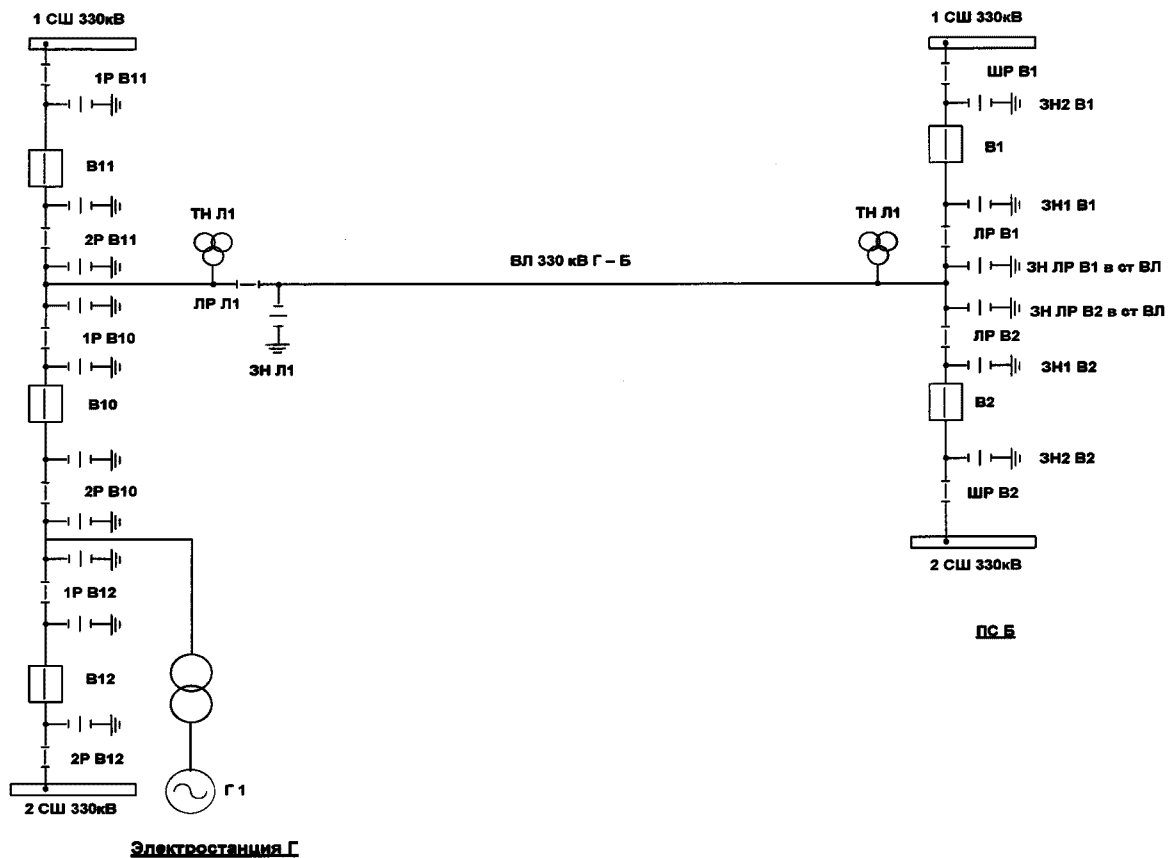 1 СШ 330кВ
1Р В11
В11
2Р В11
ТН Л1
ЛР Л1
ЗН Л1
1Р В10
В10
2Р В10
1Р В12
В12
2Р В12
Г 1
2 СШ 330кВ
Электростанция Г
ВЛ 330 кВ Г – Б
1 СШ 330кВ
ШР В1
ЗН2 В1
В1
ЗН1 В1
ЛР В1
ТН Л1
ЗН ЛР В1 в ст ВЛ
ЗН ЛР В2 в ст ВЛ
ЛР В2
ЗН1 В2
В2
ЗН2 В2
ШР В2
2 СШ 330кВ
ПС Б